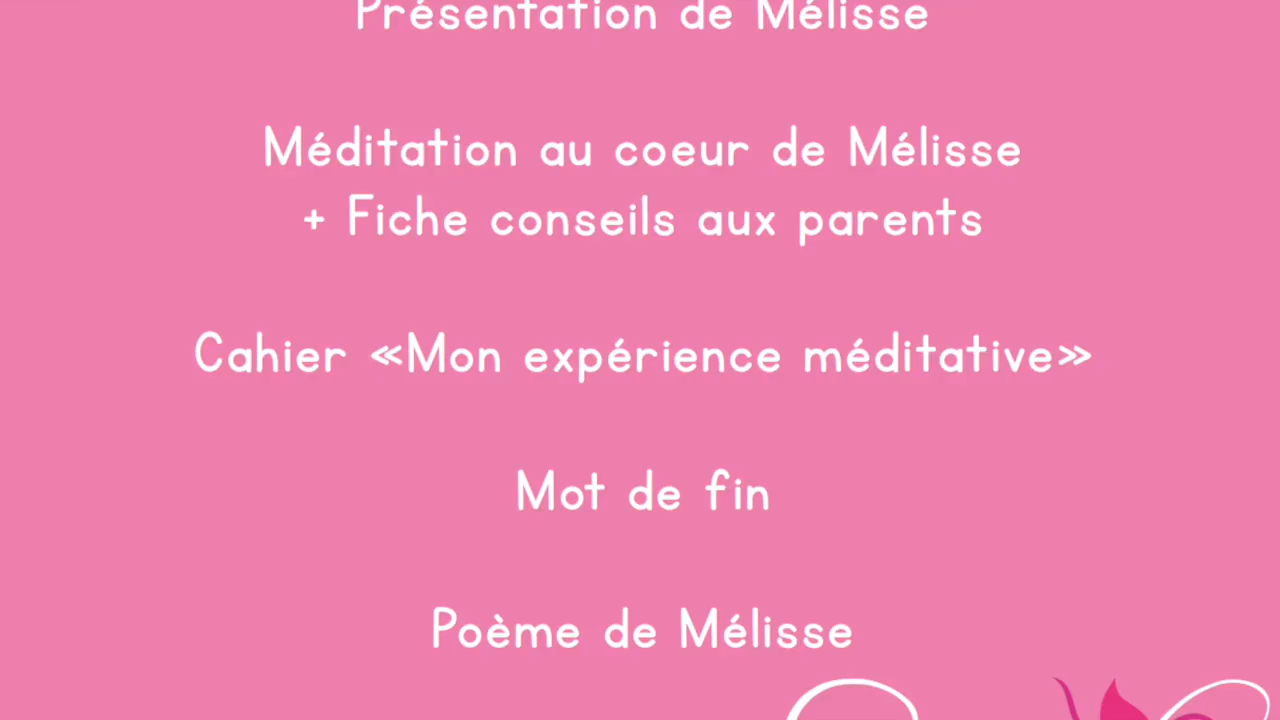 Présentation de Mélisse
Méditation au coeur de Mélisse
+ Fiche conseils aux parents
Cahier «Mon expérience méditative»
Mot de fin
Poème de Mélisse